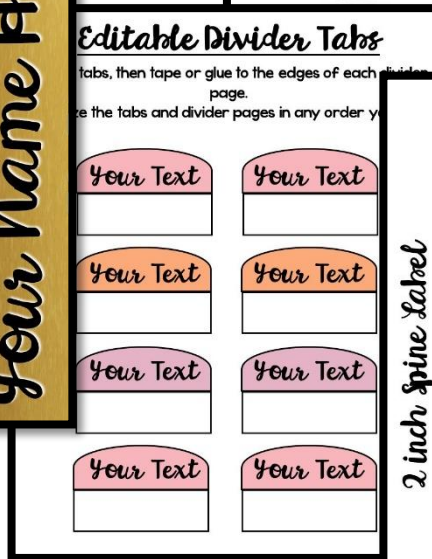 Editable Divider Tabs
tabs, then tape or glue to the edges of each divider
page.
the tabs and divider pages in any order
Your Text
Your Text
Your Text
Your Text
Your Text
Your Text
Your Text
Your Text
Your Name
2 inch Spine Label